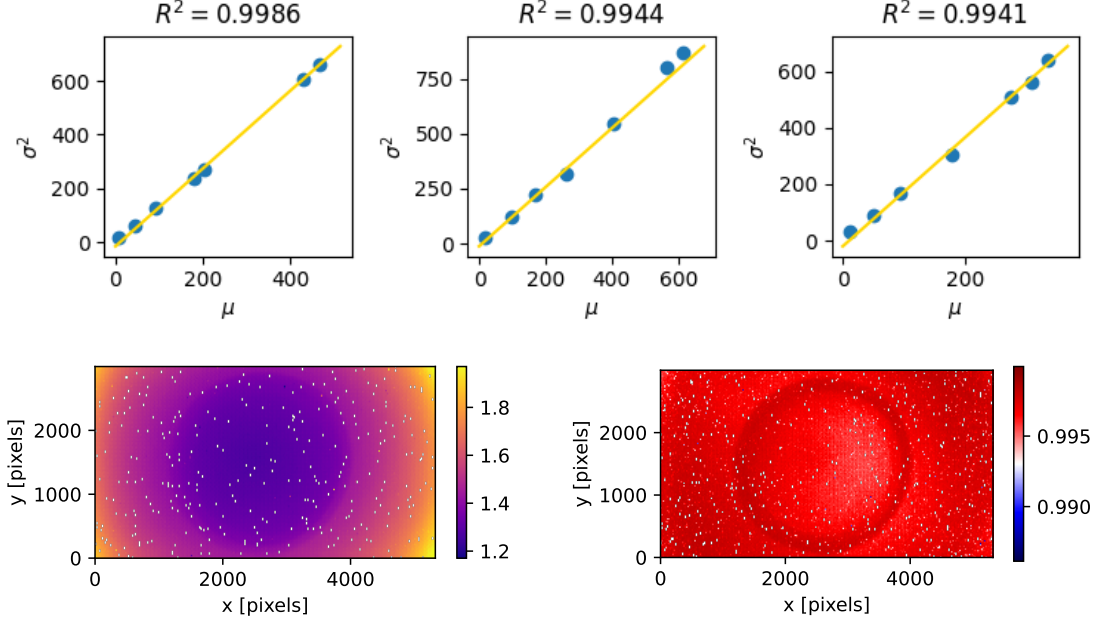 R² = 0.9986
R² = 0.9944
R² = 0.9941
σ²
600
400
200
0
0 200 400
μ
σ²
750
500
250
0
0 200 400 600
μ
σ²
600
400
200
0
0 200
μ
y [pixels]
2000
1000
0
0 2000 4000
x [pixels]
1.8
1.6
1.4
1.2
y [pixels]
2000
1000
0
0 2000 4000
x [pixels]
0.995
0.990